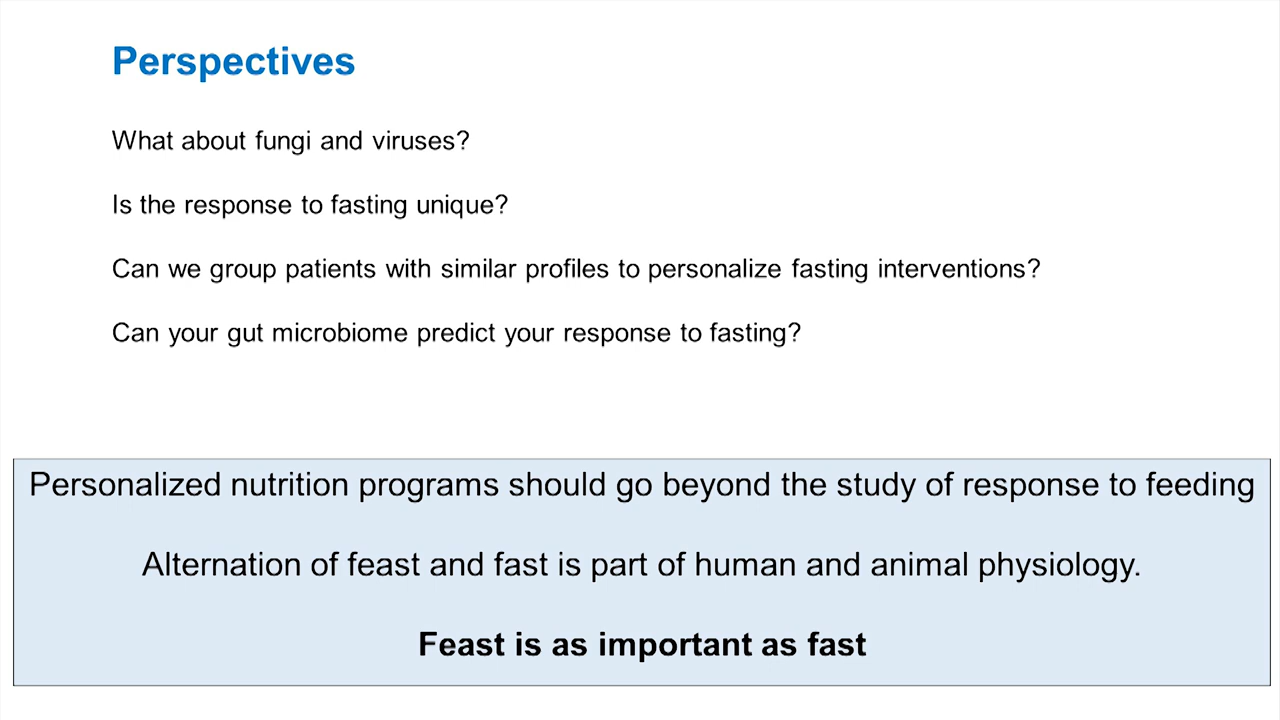 Perspectives
What about fungi and viruses?
Is the response to fasting unique?
Can we group patients with similar profiles to personalize fasting interventions?
Can your gut microbiome predict your response to fasting?
Personalized nutrition programs should go beyond the study of response to feeding
Alternation of feast and fast is part of human and animal physiology.
Feast is as important as fast